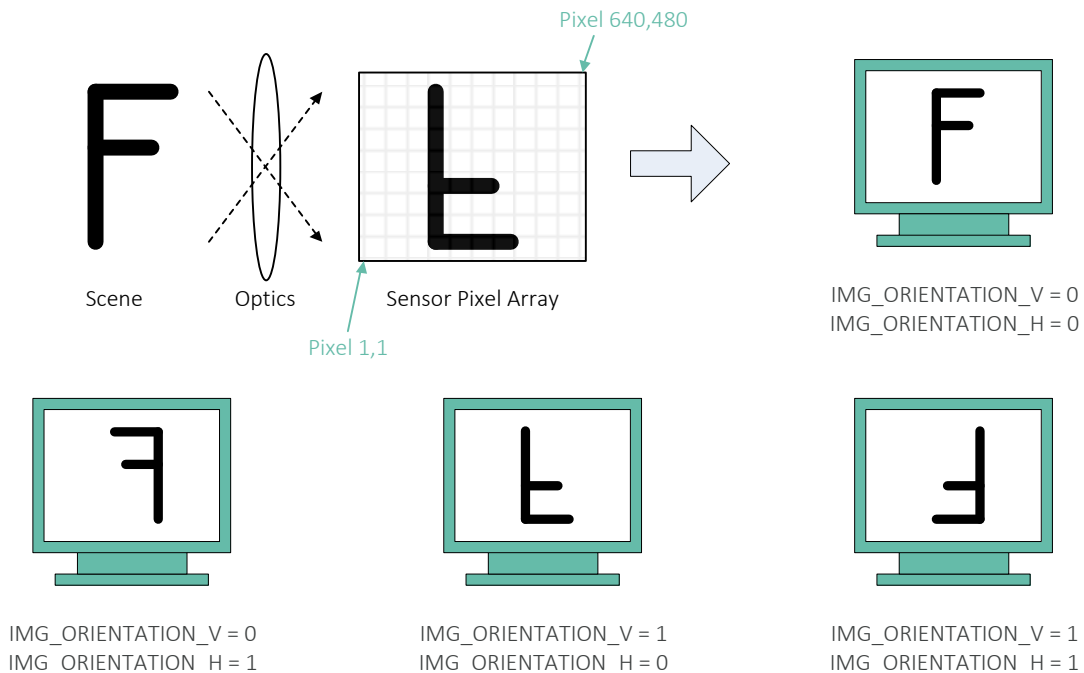 Pixel 640,480
Scene
Optics
Sensor Pixel Array
Pixel 1,1
IMG_ORIENTATION_V = 0
IMG_ORIENTATION_H = 0
IMG_ORIENTATION_V = 0
IMG_ORIENTATION_H = 1
IMG_ORIENTATION_V = 1
IMG_ORIENTATION_H = 0
IMG_ORIENTATION_V = 1
IMG_ORIENTATION_H = 1